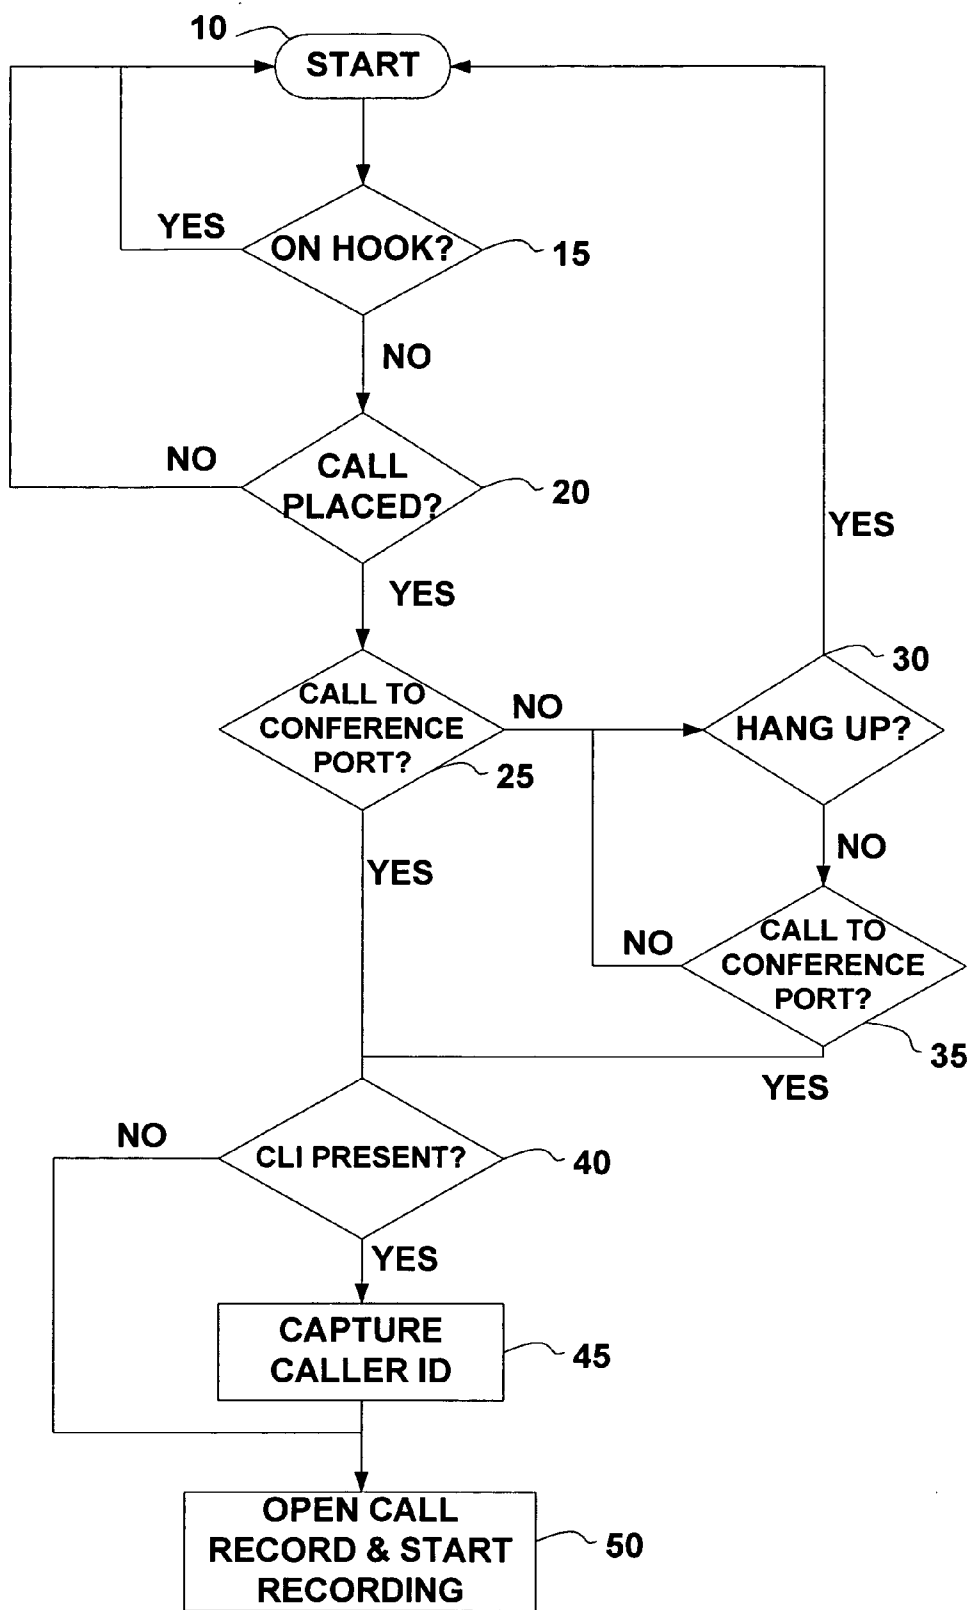 10
START
YES
ON HOOK?
15
NO
NO
CALL
PLACED?
20
YES
YES
30
CALL TO
CONFERENCE
PORT?
NO
25
HANG UP?
YES
NO
CALL TO
CONFERENCE
PORT?
NO
35
YES
NO
CLI PRESENT?
40
YES
CAPTURE
CALLER ID
45
OPEN CALL
RECORD & START
RECORDING
50